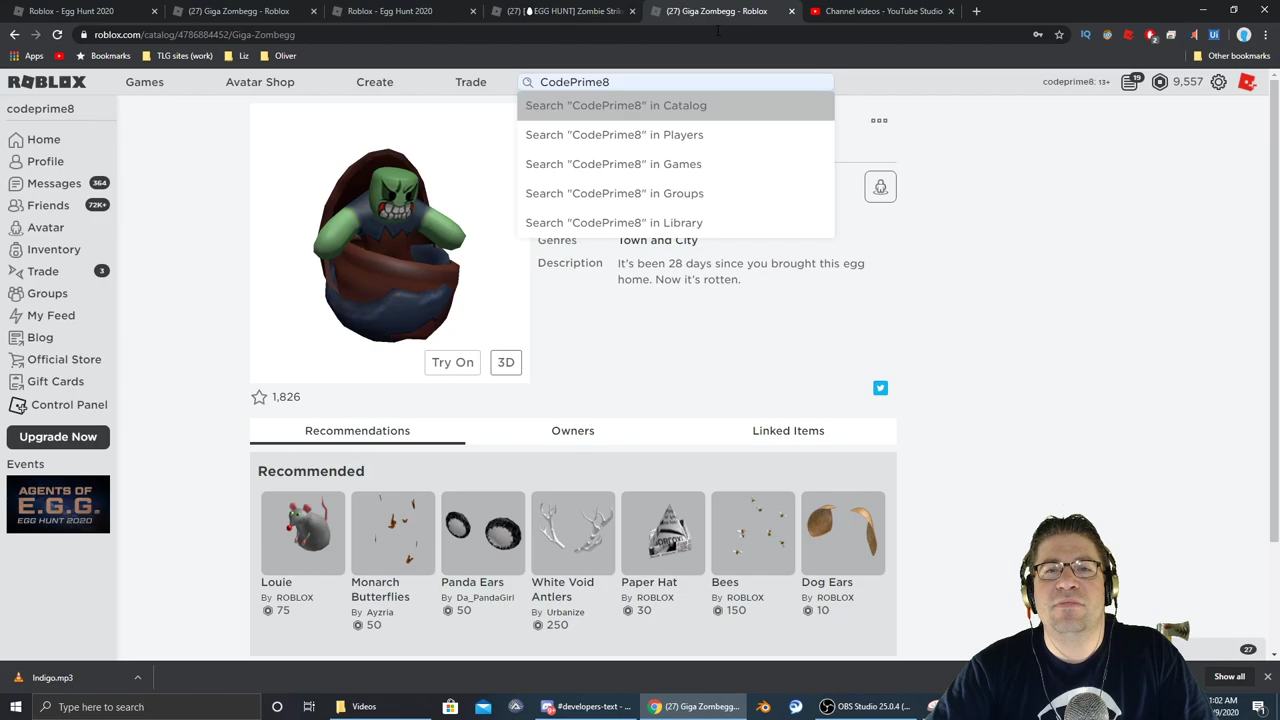 Roblox - Egg Hunt 2020
(17) Giga Zombegg - Roblox
Roblox - Egg Hunt 2020
(27) [EGG HUNT] Zombie Strik
(27) Giga Zombegg - Roblox
Channel videos - YouTube Studio
roblox.com/catalog/4786884452/Giga-Zombegg
Apps
Bookmarks
TLG sites (work)
Liz
Oliver
Other bookmarks
ROBLOX
Games
Avatar Shop
Create
Trade
CodePrime8
codeprime8: 13+
19
9,557
codeprime8
Search "CodePrime8" in Catalog
Search "CodePrime8" in Players
Search "CodePrime8" in Games
Search "CodePrime8" in Groups
Search "CodePrime8" in Library
Home
Profile
Messages 364
Friends 72K+
Avatar
Inventory
Trade 3
Groups
My Feed
Blog
Official Store
Gift Cards
Control Panel
Upgrade Now
Events
AGENTS OF
E.G.G.
EGG HUNT 2020
Genres
Town and City
Description
It's been 28 days since you brought this egg
home. Now it's rotten.
Try On
3D
1,826
Recommendations
Owners
Linked Items
Recommended
Louie
By ROBLOX
75
Monarch
Butterflies
By Ayzria
50
Panda Ears
By Da_PandaGirl
50
White Void
Antlers
By Urbanize
250
Paper Hat
By ROBLOX
30
Bees
By ROBLOX
150
Dog Ears
By ROBLOX
10
27
Indigo.mp3
Show all
Type here to search
Videos
#developers-text - ...
(27) Giga Zombegg ...
OBS Studio 25.0.4 (...
1:02 AM